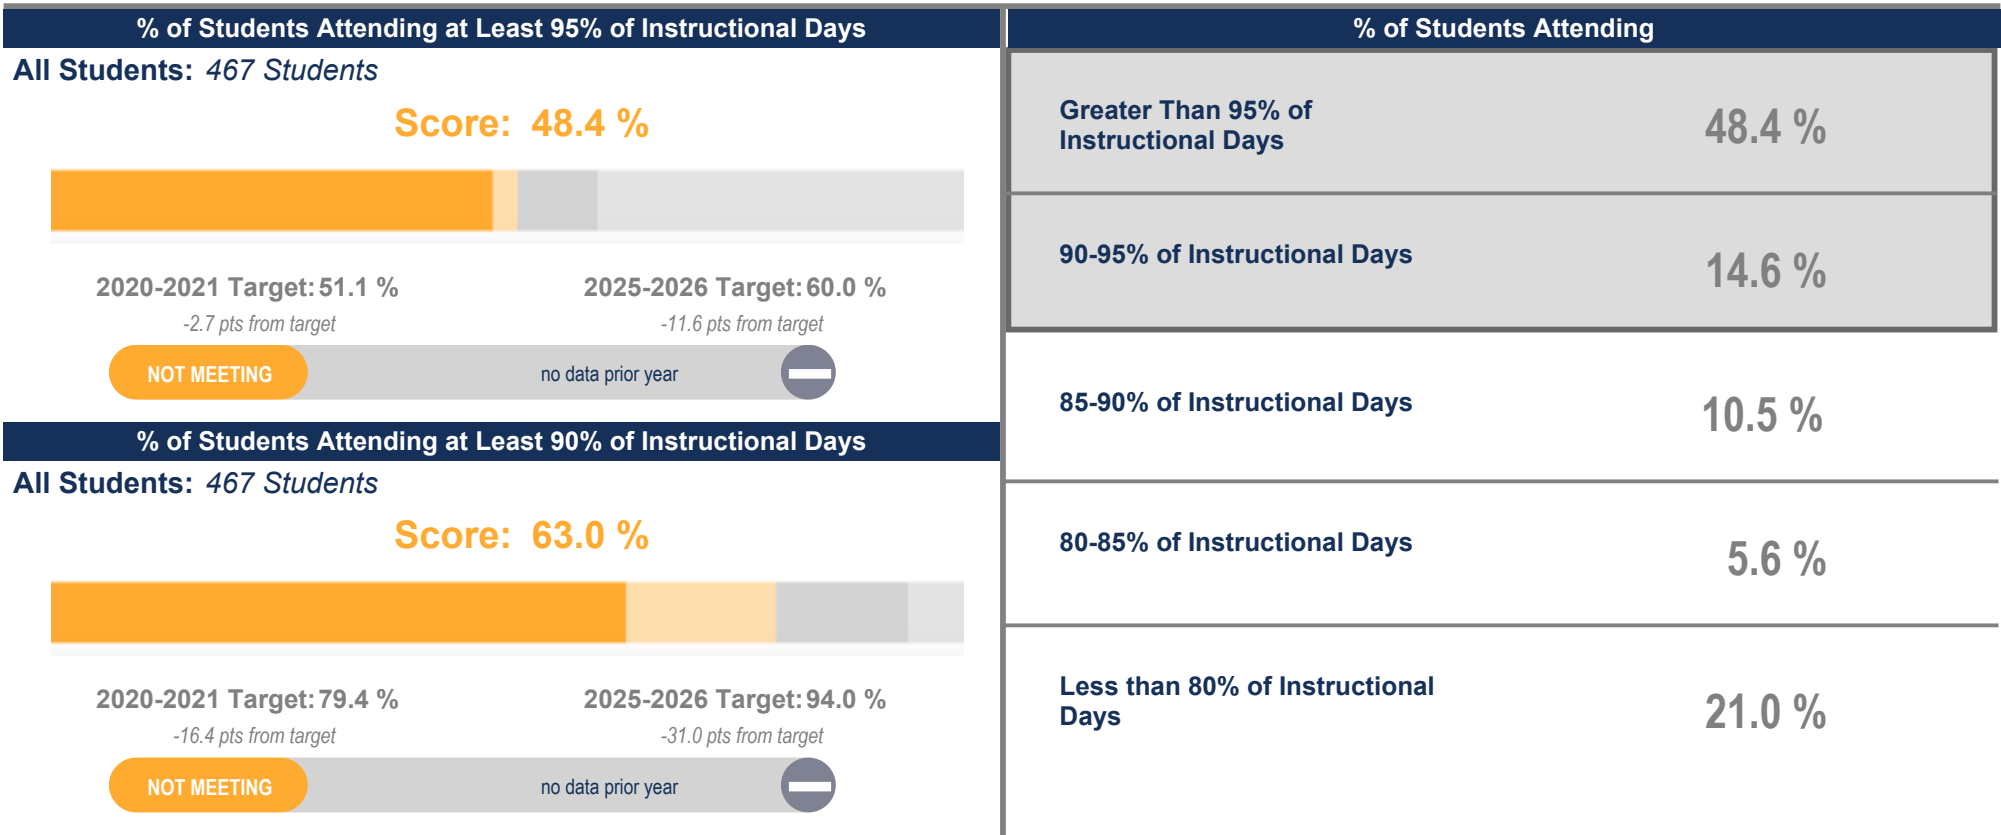 % of Students Attending at Least 95% of Instructional Days
All Students: 467 Students
Score: 48.4 %
2020-2021 Target: 51.1 %
-2.7 pts from target
2025-2026 Target: 60.0 %
-11.6 pts from target
NOT MEETING
no data prior year
% of Students Attending at Least 90% of Instructional Days
All Students: 467 Students
Score: 63.0 %
2020-2021 Target: 79.4 %
-16.4 pts from target
2025-2026 Target: 94.0 %
-31.0 pts from target
NOT MEETING
no data prior year
% of Students Attending
Greater Than 95% of
Instructional Days
48.4 %
90-95% of Instructional Days
14.6 %
85-90% of Instructional Days
10.5 %
80-85% of Instructional Days
5.6 %
Less than 80% of Instructional
Days
21.0 %